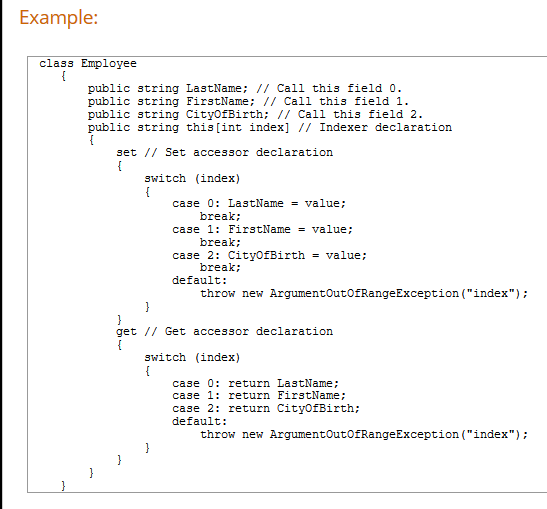 Example:
class Employee
{
public string LastName; // Call this field 0.
public string FirstName; // Call this field 1.
public string CityOfBirth; // Call this field 2.
public string this[int index] // Indexer declaration
{
set // Set accessor declaration
{
switch (index)
{
case 0: LastName = value;
break;
case 1: FirstName = value;
break;
case 2: CityOfBirth = value;
break;
default:
throw new ArgumentOutOfRangeException("index");
}
}
get // Get accessor declaration
{
switch (index)
{
case 0: return LastName;
case 1: return FirstName;
case 2: return CityOfBirth;
default:
throw new ArgumentOutOfRangeException("index");
}
}
}
}